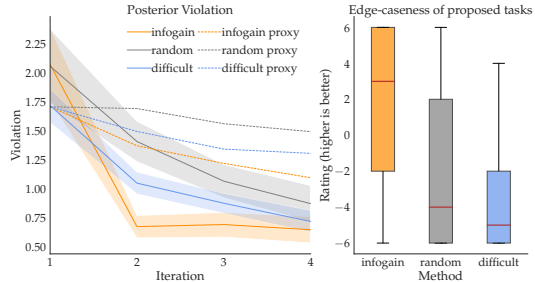 Posterior Violation
infogain
random
difficult
infogain proxy
random proxy
difficult proxy
2.25
2.00
1.75
1.50
1.25
1.00
0.75
0.50
Violation
1
2
3
4
Iteration
Edge-caseness of proposed tasks
6
4
2
0
−2
−4
−6
Rating (higher is better)
infogain
random
difficult
Method